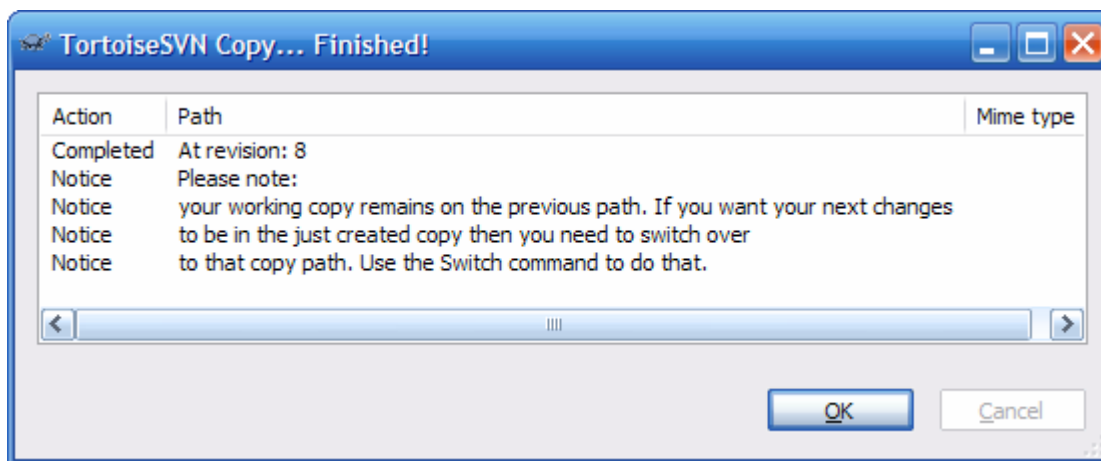 TortoiseSVN Copy... Finished!
Action Path Mime type
Completed At revision: 8
Notice Please note:
Notice your working copy remains on the previous path. If you want your next changes
Notice to be in the just created copy then you need to switch over
Notice to that copy path. Use the Switch command to do that.
OK Cancel